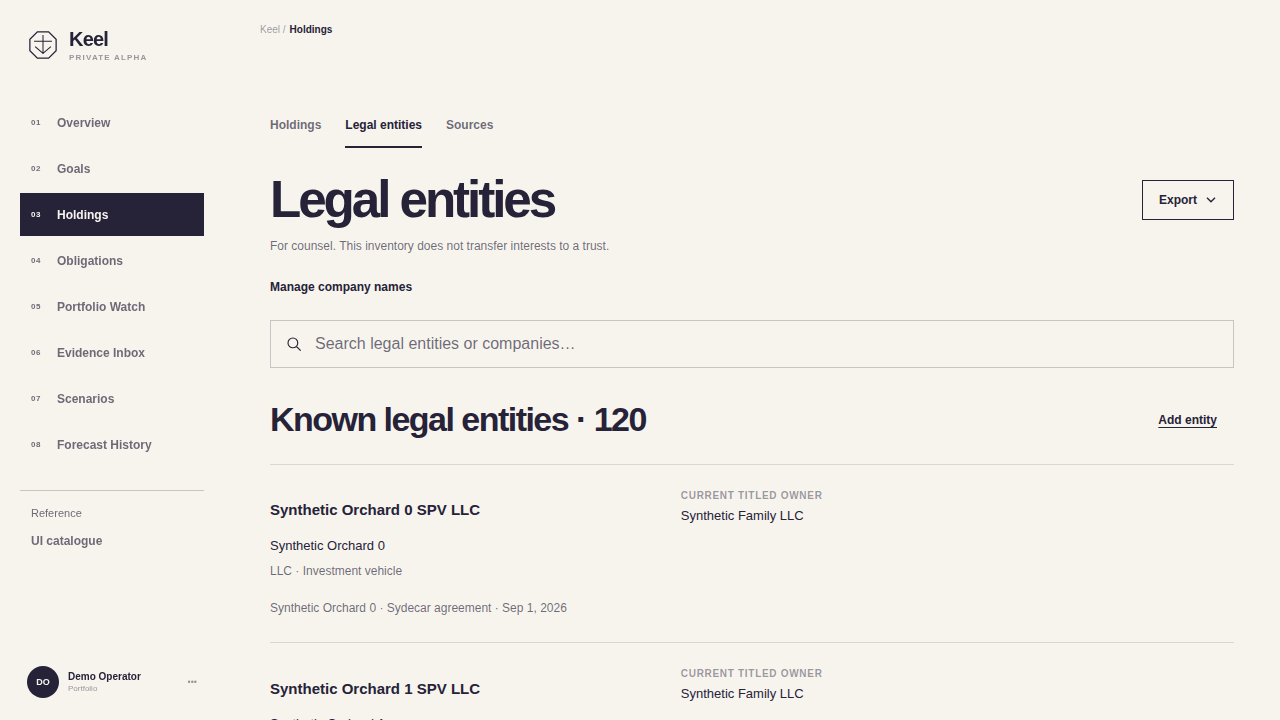 Keel
PRIVATE ALPHA
Keel / Holdings
01 Overview
02 Goals
03 Holdings
04 Obligations
05 Portfolio Watch
06 Evidence Inbox
07 Scenarios
08 Forecast History
Reference
UI catalogue
DO
Demo Operator
Portfolio
Holdings Legal entities Sources
Legal entities
Export
For counsel. This inventory does not transfer interests to a trust.
Manage company names
Search legal entities or companies…
Known legal entities · 120
Add entity
Synthetic Orchard 0 SPV LLC
Synthetic Orchard 0
LLC · Investment vehicle
Synthetic Orchard 0 · Sydecar agreement · Sep 1, 2026
CURRENT TITLED OWNER
Synthetic Family LLC
Synthetic Orchard 1 SPV LLC
CURRENT TITLED OWNER
Synthetic Family LLC